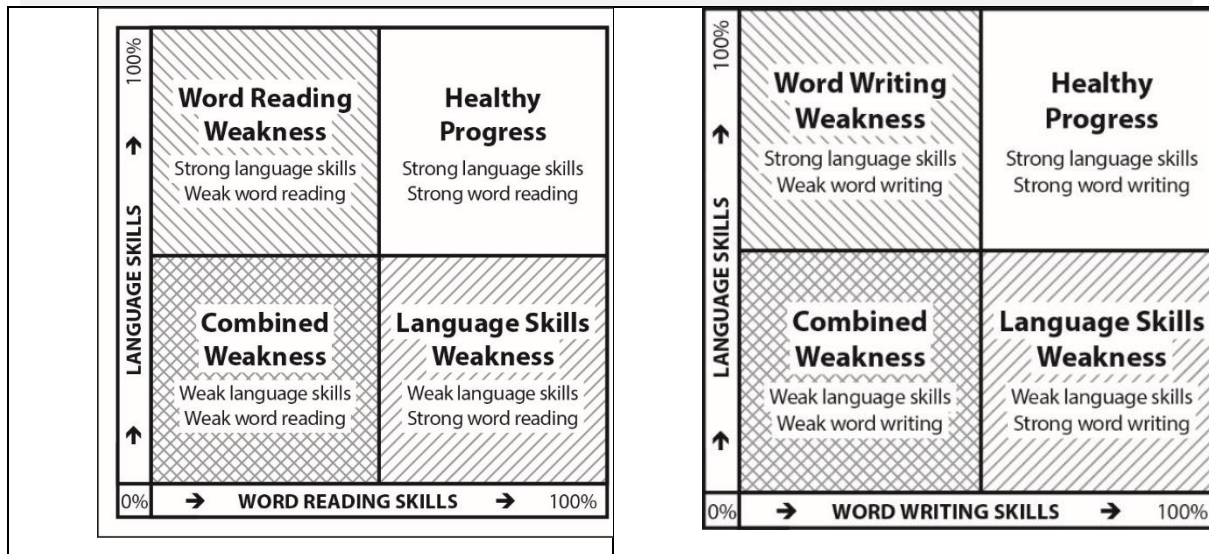 100%
LANGUAGE SKILLS
Word Reading
Weakness
Strong language skills
Weak word reading
Healthy
Progress
Strong language skills
Strong word reading
Combined
Weakness
Weak language skills
Weak word reading
Language Skills
Weakness
Weak language skills
Strong word reading
0% → WORD READING SKILLS → 100%
100%
LANGUAGE SKILLS
Word Writing
Weakness
Strong language skills
Weak word writing
Healthy
Progress
Strong language skills
Strong word writing
Combined
Weakness
Weak language skills
Weak word writing
Language Skills
Weakness
Weak language skills
Strong word writing
0% → WORD WRITING SKILLS → 100%